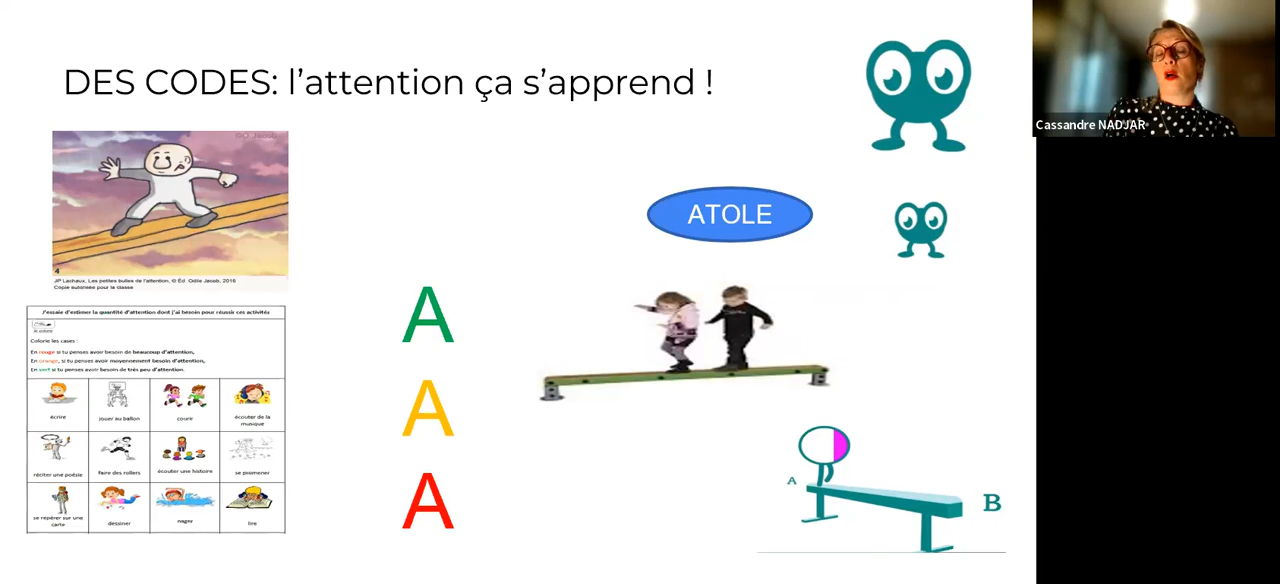 DES CODES: l’attention ça s’apprend !
Cassandre NADJAR
©O. Jacob
4
JP Lachaux, Les petites bulles de l'attention, © Éd. Odile Jacob, 2016
Copie autorisée pour la classe
ATOLE
J'essaie d'estimer la quantité d'attention dont j'ai besoin pour réussir ces activités
Colorie les cases :
En rouge si tu penses avoir besoin de beaucoup d'attention,
En orange, si tu penses avoir moyennement besoin d'attention,
En vert si tu penses avoir besoin de très peu d'attention.
écrire
jouer au ballon
courir
écouter de la
musique
réciter une poésie
faire des rollers
écouter une histoire
se promener
se repérer sur une
carte
dessiner
nager
lire
A
A
A
A
B